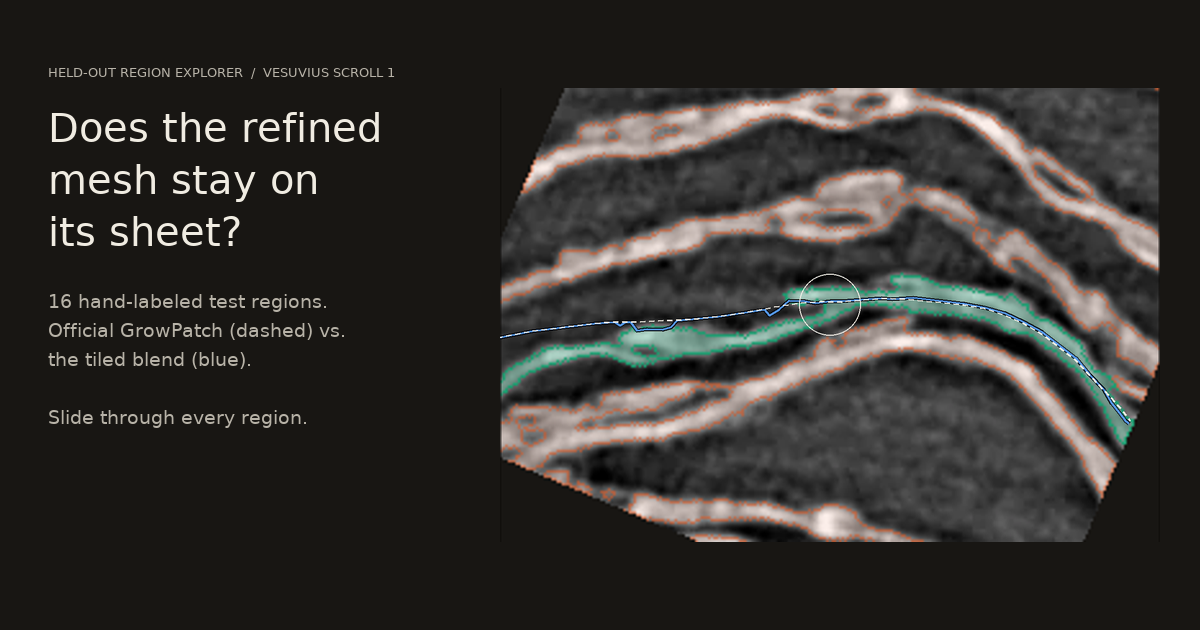 HELD-OUT REGION EXPLORER / VESUVIUS SCROLL 1
Does the refined
mesh stay on
its sheet?
16 hand-labeled test regions.
Official GrowPatch (dashed) vs.
the tiled blend (blue).
Slide through every region.